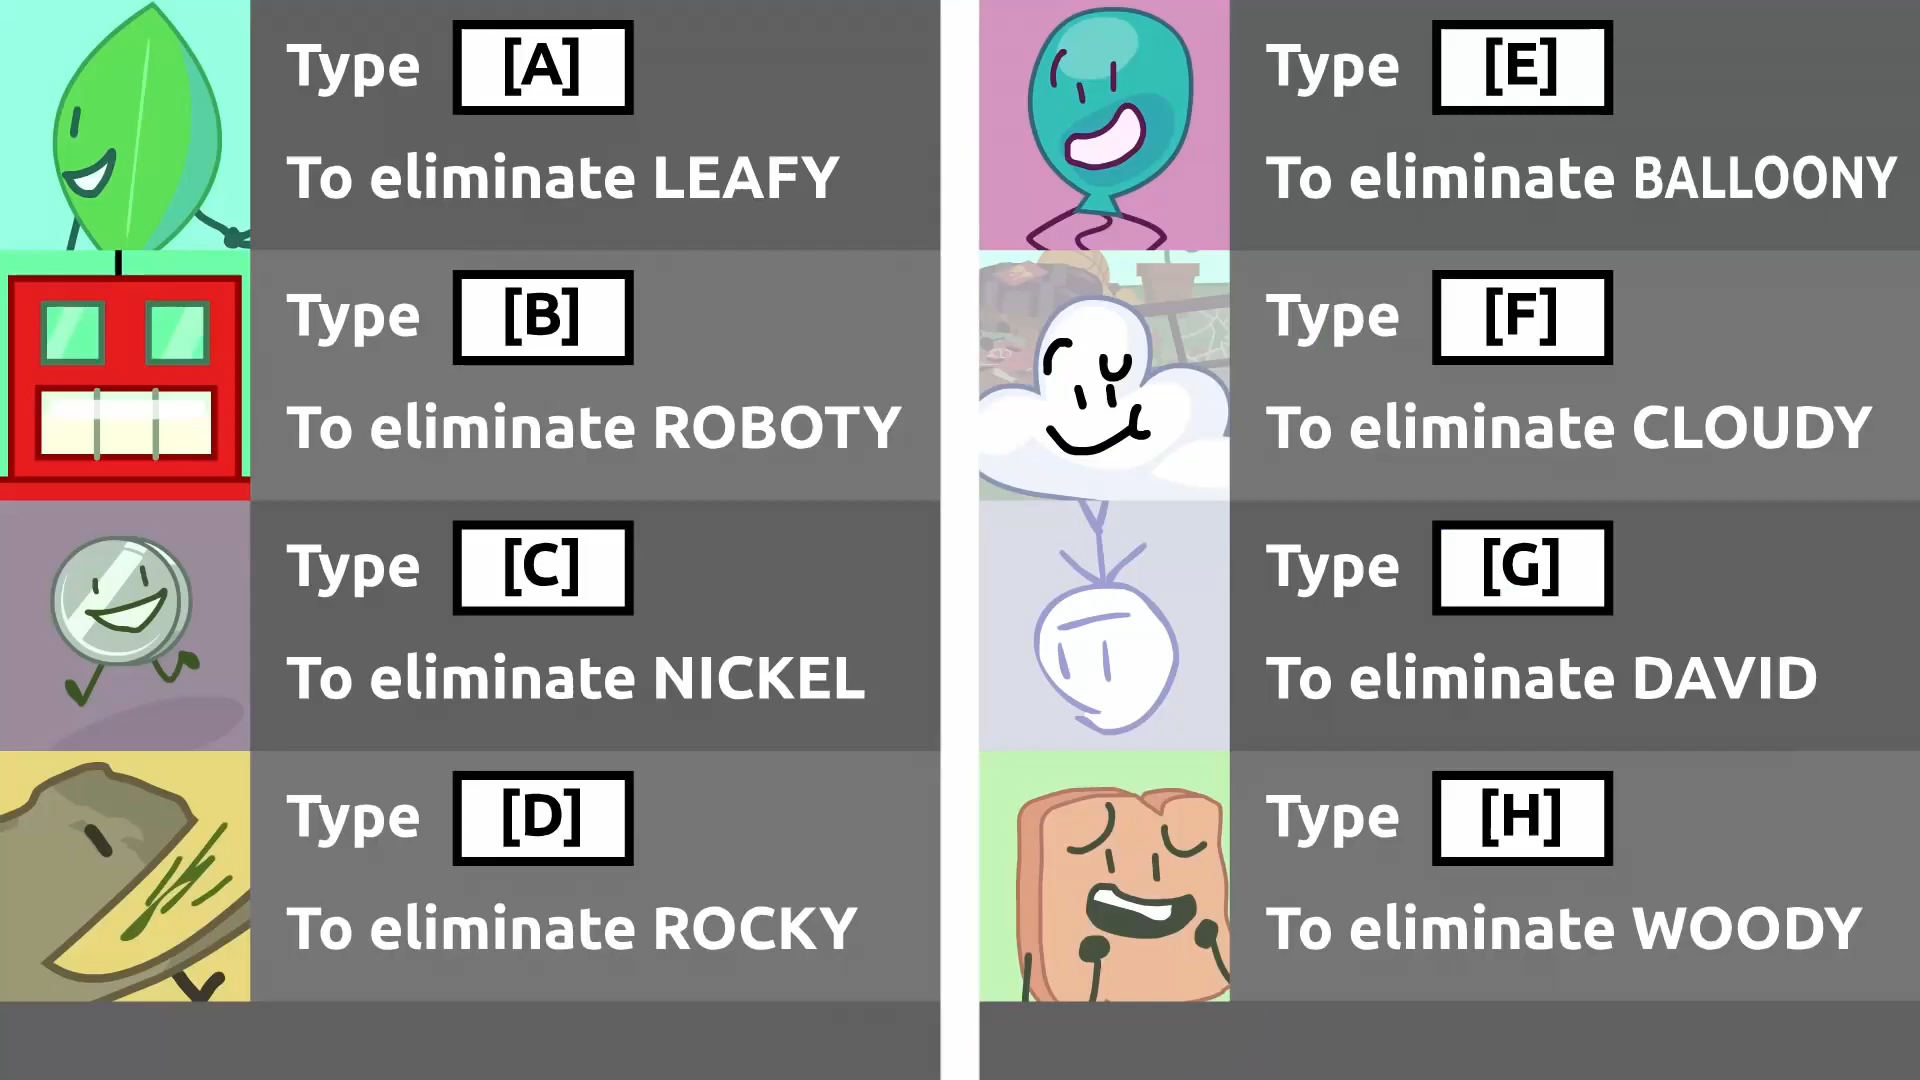 Type [A]
To eliminate LEAFY
Type [B]
To eliminate ROBOTY
Type [C]
To eliminate NICKEL
Type [D]
To eliminate ROCKY
Type [E]
To eliminate BALLOONY
Type [F]
To eliminate CLOUDY
Type [G]
To eliminate DAVID
Type [H]
To eliminate WOODY